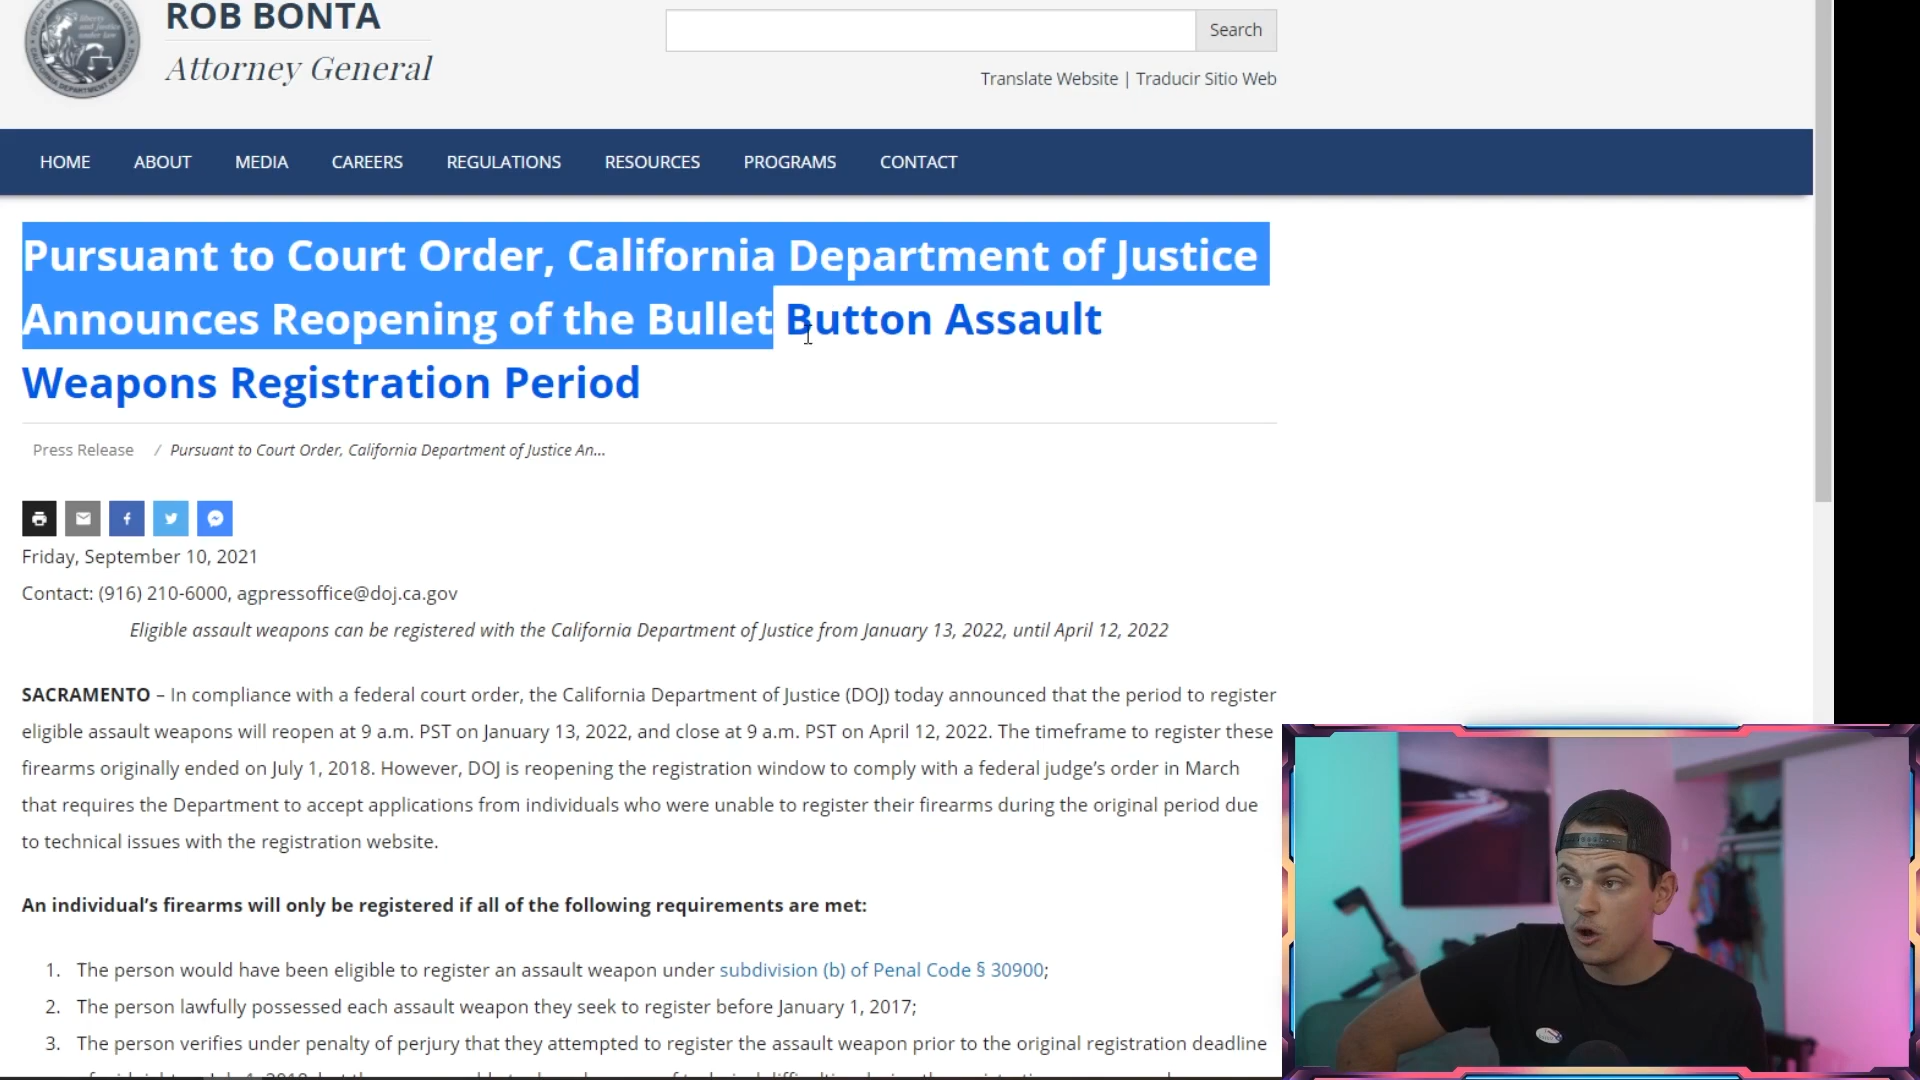 ROB BONTA
Attorney General
Search
Translate Website | Traducir Sitio Web
HOME ABOUT MEDIA CAREERS REGULATIONS RESOURCES PROGRAMS CONTACT
Pursuant to Court Order, California Department of Justice
Announces Reopening of the Bullet Button Assault
Weapons Registration Period
Press Release / Pursuant to Court Order, California Department of Justice An...
Friday, September 10, 2021
Contact: (916) 210-6000, agpressoffice@doj.ca.gov
Eligible assault weapons can be registered with the California Department of Justice from January 13, 2022, until April 12, 2022
SACRAMENTO – In compliance with a federal court order, the California Department of Justice (DOJ) today announced that the period to register
eligible assault weapons will reopen at 9 a.m. PST on January 13, 2022, and close at 9 a.m. PST on April 12, 2022. The timeframe to register these
firearms originally ended on July 1, 2018. However, DOJ is reopening the registration window to comply with a federal judge's order in March
that requires the Department to accept applications from individuals who were unable to register their firearms during the original period due
to technical issues with the registration website.
An individual's firearms will only be registered if all of the following requirements are met:
1. The person would have been eligible to register an assault weapon under subdivision (b) of Penal Code § 30900;
2. The person lawfully possessed each assault weapon they seek to register before January 1, 2017;
3. The person verifies under penalty of perjury that they attempted to register the assault weapon prior to the original registration deadline